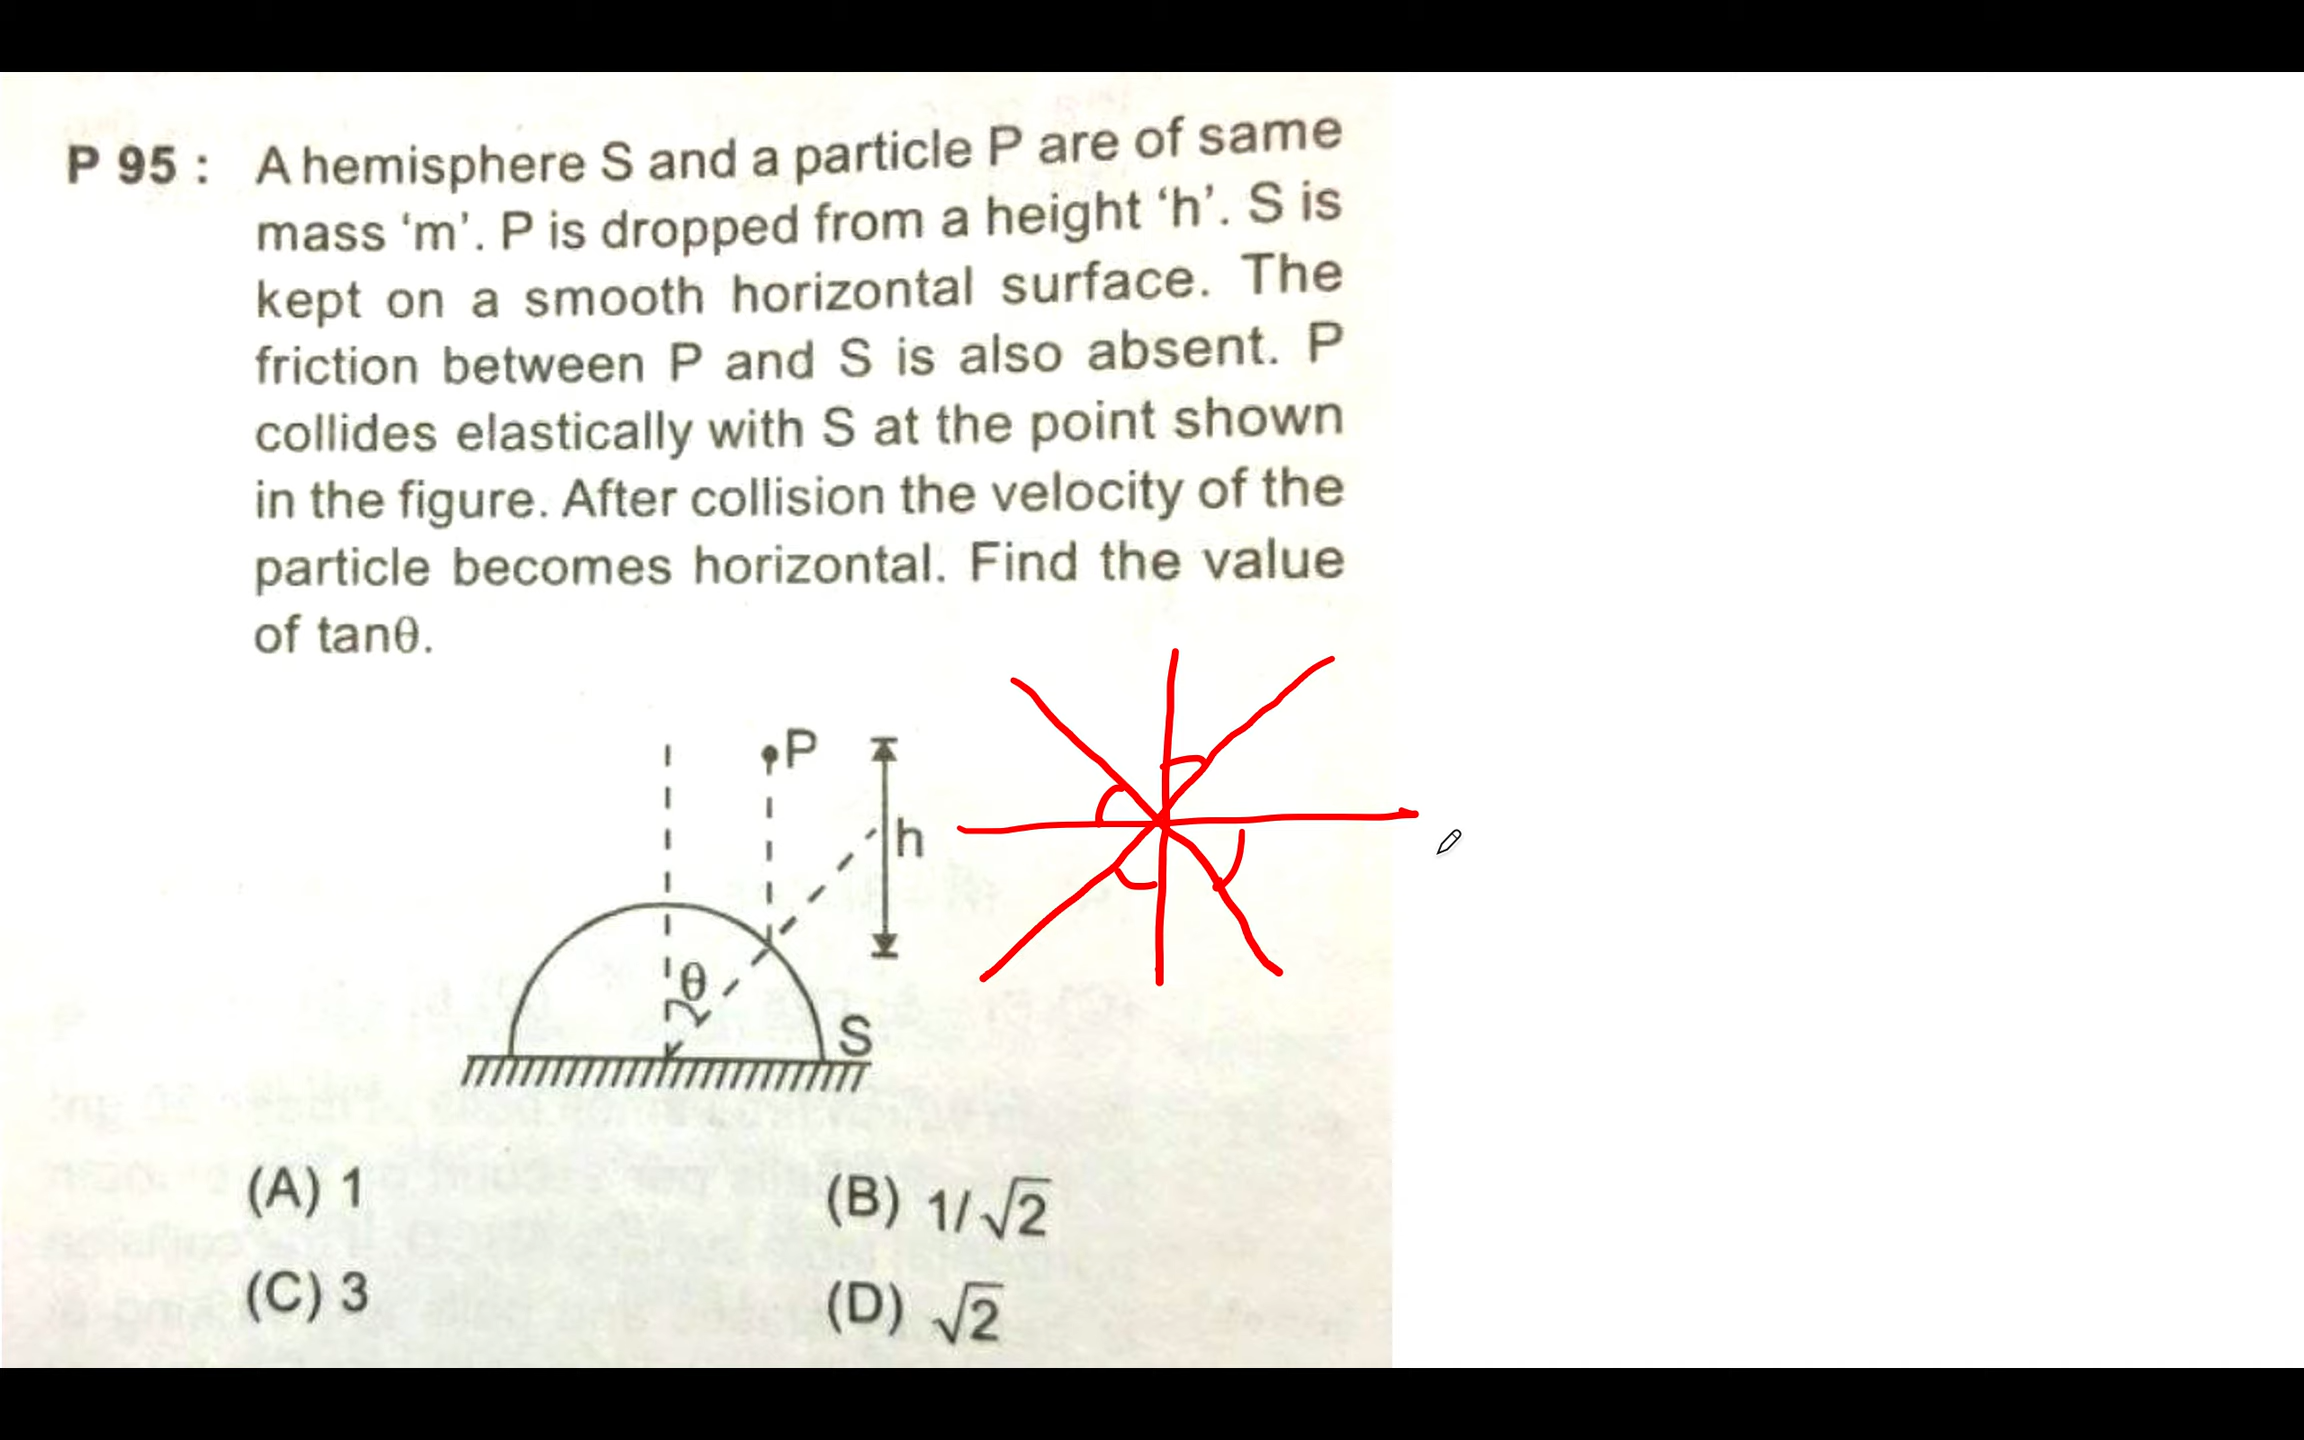 P 95 : A hemisphere S and a particle P are of same
mass ‘m’. P is dropped from a height ‘h’. S is
kept on a smooth horizontal surface. The
friction between P and S is also absent. P
collides elastically with S at the point shown
in the figure. After collision the velocity of the
particle becomes horizontal. Find the value
of tanθ.
P
h
θ
S
(A) 1 (B) 1/√2
(C) 3 (D) √2